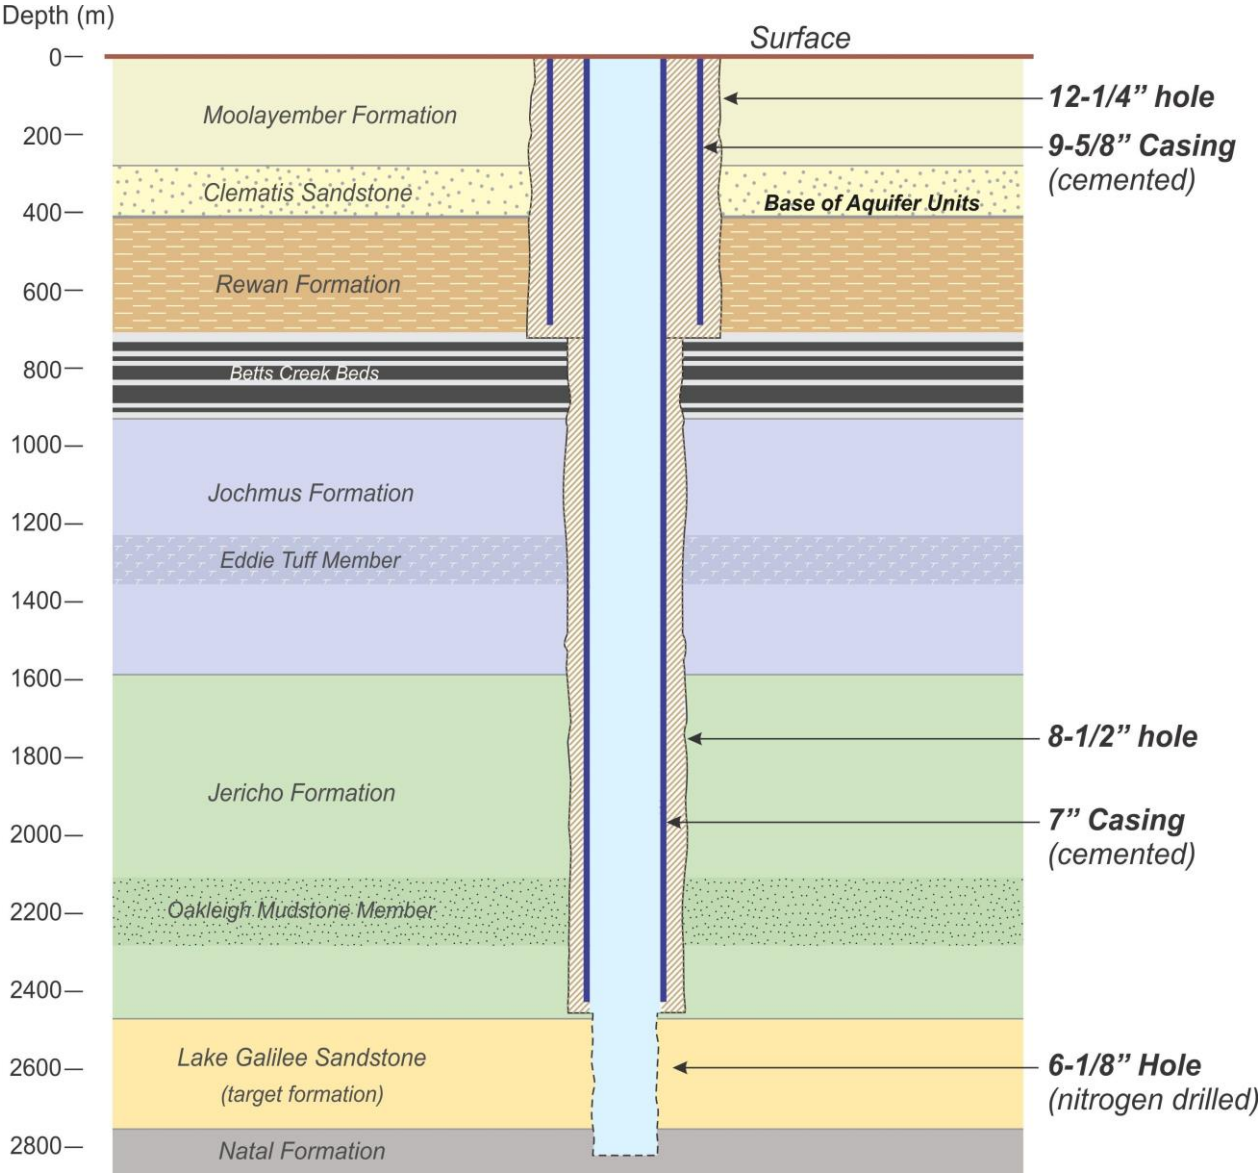 Depth (m)
Surface
0
Moolayember Formation
12-1/4” hole
200
9-5/8” Casing
(cemented)
Clematis Sandstone
Base of Aquifer Units
400
Rewan Formation
600
800
Betts Creek Beds
1000
Jochmus Formation
1200
Eddie Tuff Member
1400
1600
8-1/2” hole
1800
Jericho Formation
7” Casing
(cemented)
2000
2200
Oakleigh Mudstone Member
2400
Lake Galilee Sandstone
(target formation)
2600
6-1/8” Hole
(nitrogen drilled)
2800
Natal Formation